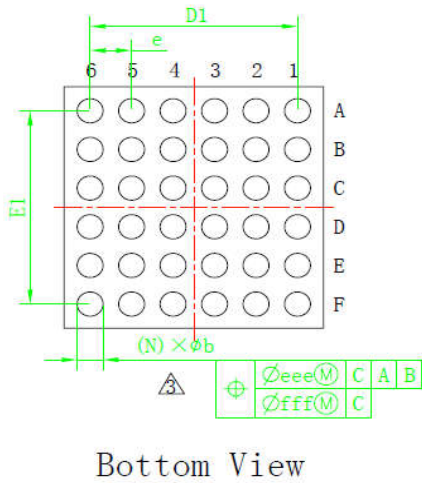 D1
e
6 5 4 3 2 1
A
B
C
D
E
F
E1
(N)×φb
3
⌖ Øeee Ⓜ C A B
Øfff Ⓜ C
Bottom View